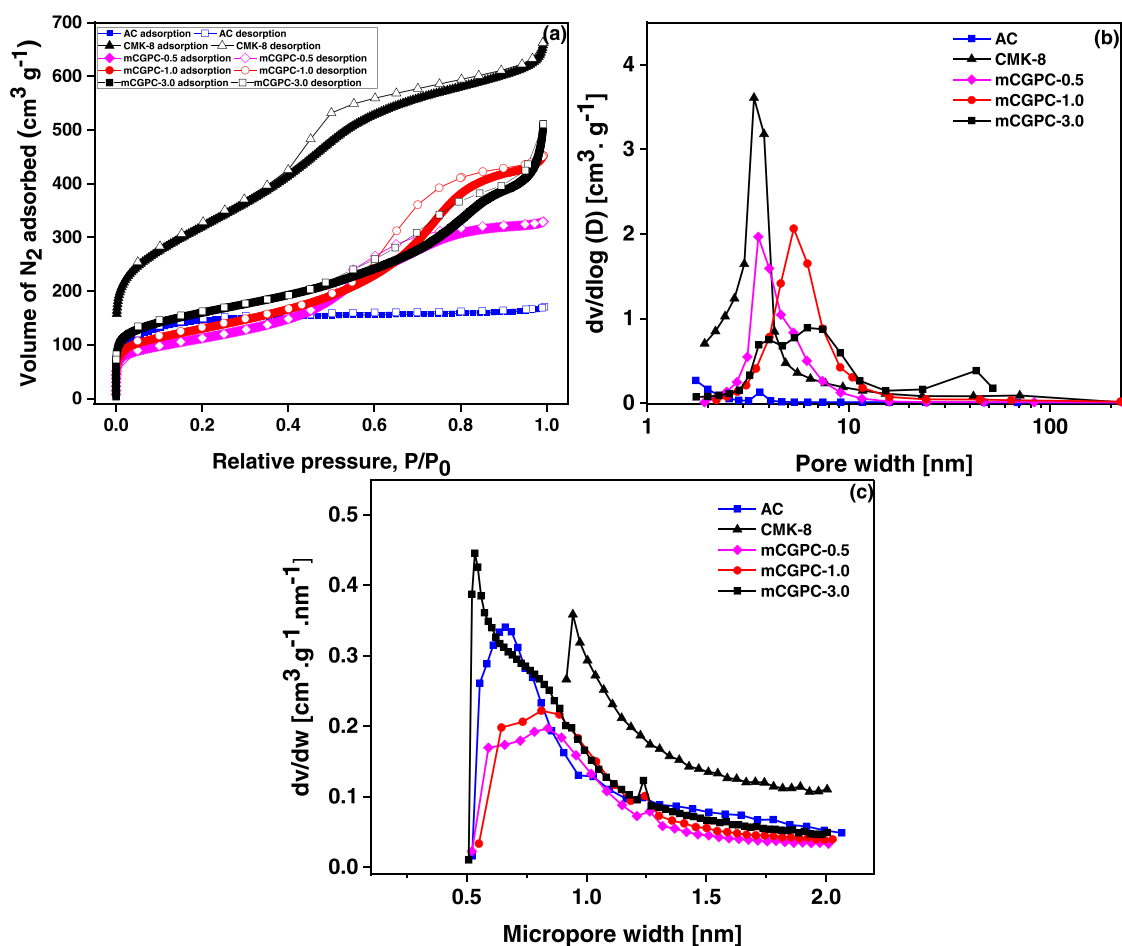 (a)
AC adsorption AC desorption
CMK-8 adsorption CMK-8 desorption
mCGPC-0.5 adsorption mCGPC-0.5 desorption
mCGPC-1.0 adsorption mCGPC-1.0 desorption
mCGPC-3.0 adsorption mCGPC-3.0 desorption
Volume of N2 adsorbed (cm3 g-1)
700
600
500
400
300
200
100
0
0.0 0.2 0.4 0.6 0.8 1.0
Relative pressure, P/P0
(b)
AC
CMK-8
mCGPC-0.5
mCGPC-1.0
mCGPC-3.0
dv/dlog (D) [cm3. g-1)
4
3
2
1
0
1 10 100
Pore width [nm]
(c)
AC
CMK-8
mCGPC-0.5
mCGPC-1.0
mCGPC-3.0
dv/dw [cm3.g-1.nm-1]
0.5
0.4
0.3
0.2
0.1
0.0
0.5 1.0 1.5 2.0
Micropore width [nm]